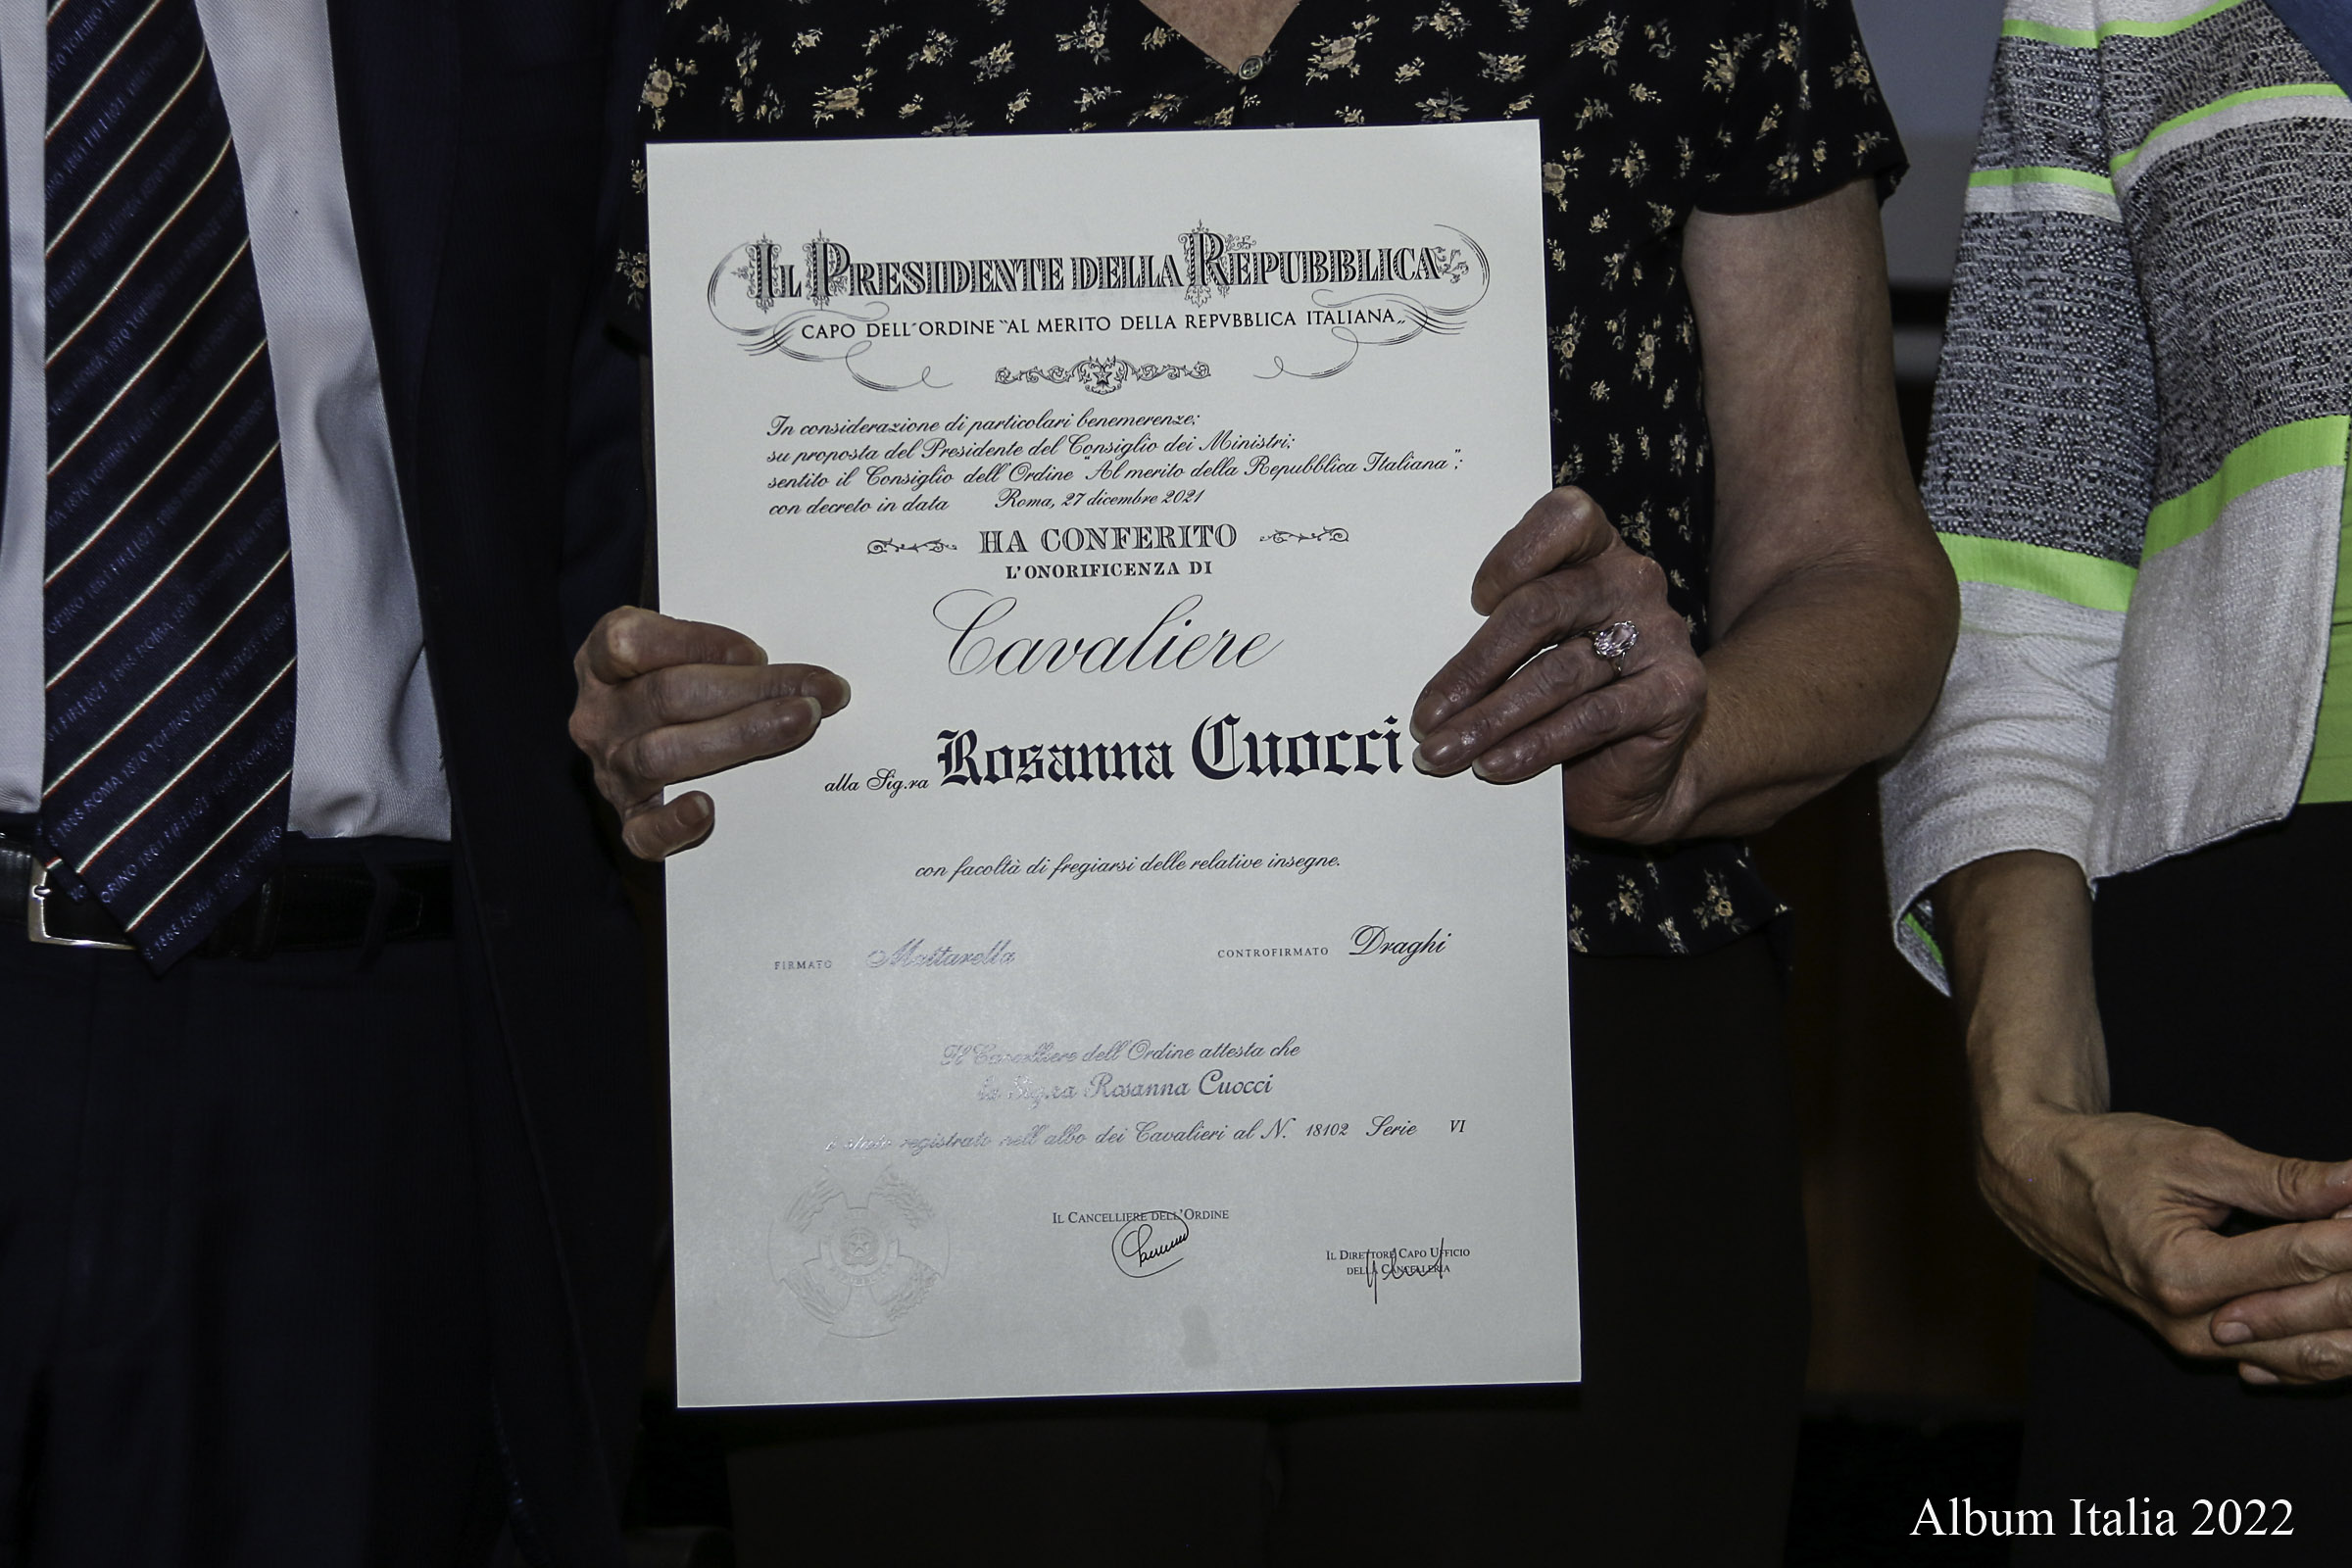 IL PRESIDENTE DELLA REPUBBLICA
CAPO DELL'ORDINE "AL MERITO DELLA REPVBBLICA ITALIANA„
In considerazione di particolari benemerenze;
su proposta del Presidente del Consiglio dei Ministri;
sentito il Consiglio dell'Ordine "Al merito della Repubblica Italiana";
con decreto in data Roma, 27 dicembre 2021
HA CONFERITO
L'ONORIFICENZA DI
Cavaliere
alla Sig.ra Rosanna Cuocci
con facoltà di fregiarsi delle relative insegne.
FIRMATO Mattarella CONTROFIRMATO Draghi
Il Cancelliere dell'Ordine attesta che
la Sig.ra Rosanna Cuocci
è stato registrato nell'albo dei Cavalieri al N. 18102 Serie VI
IL CANCELLIERE DELL'ORDINE
IL DIRETTORE CAPO UFFICIO
DELLA CANCELLERIA
Album Italia 2022